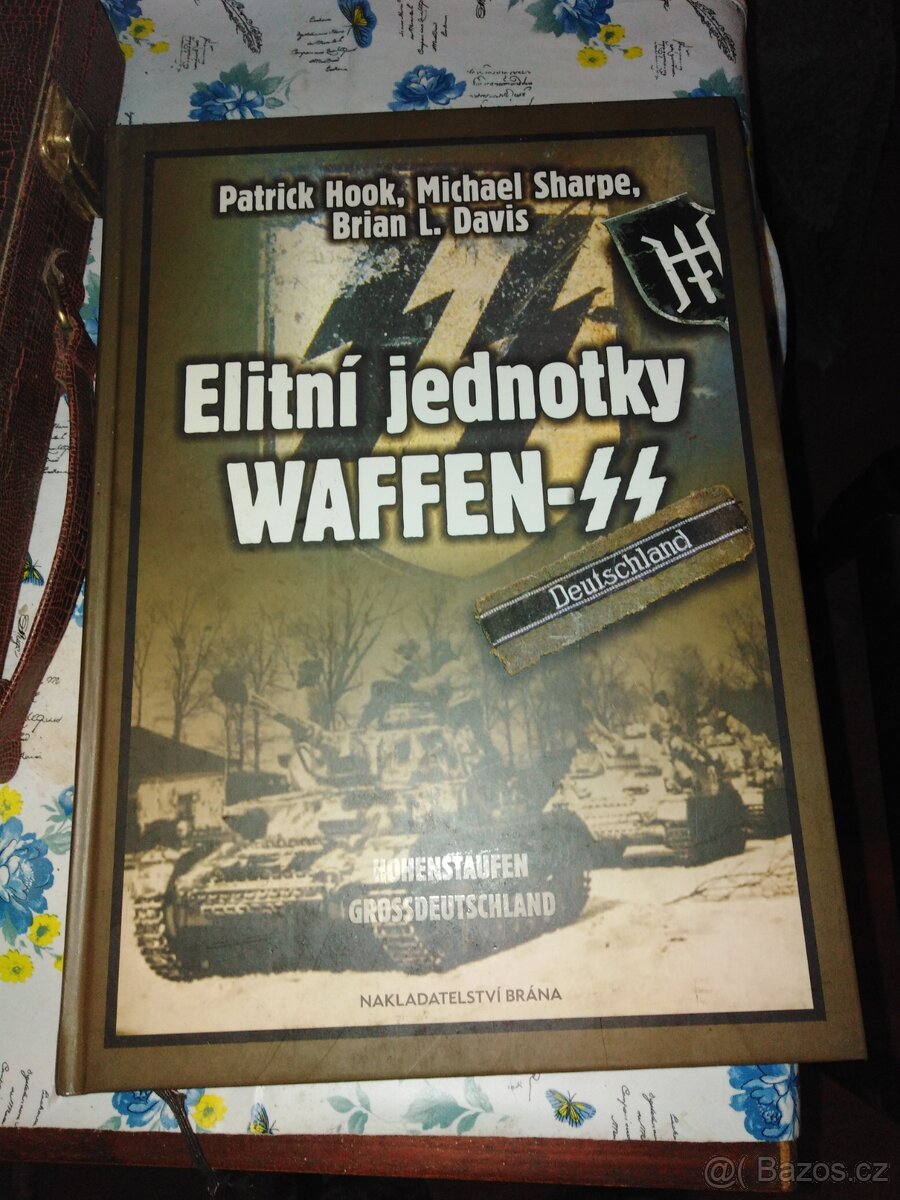 Patrick Hook, Michael Sharpe,
Brian L. Davis
Elitní jednotky
WAFFEN-SS
Deutschland
HOHENSTAUFEN
GROSSDEUTSCHLAND
NAKLADATELSTVÍ BRÁNA
@( Bazos.cz